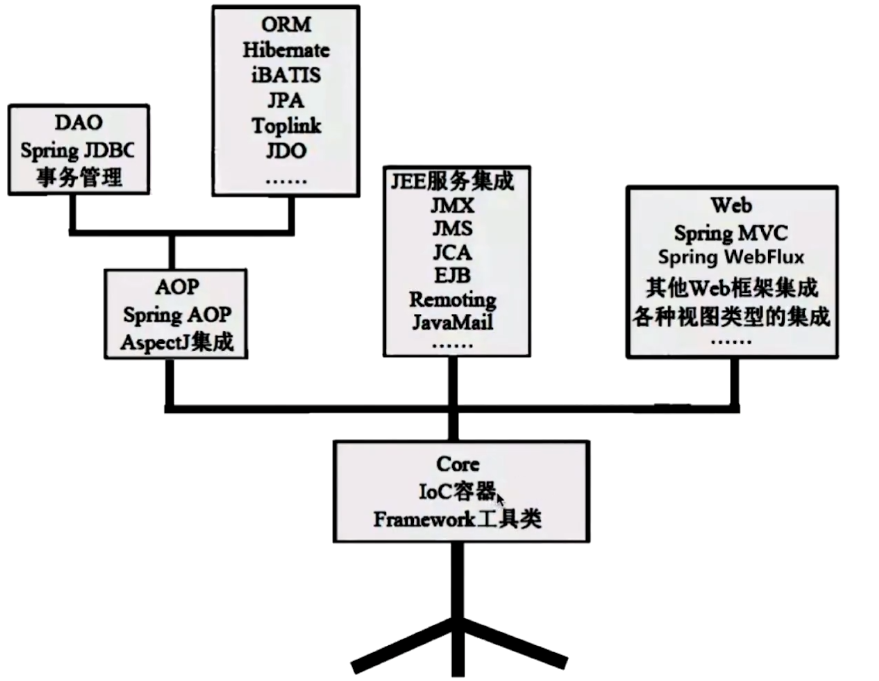 ORM
Hibernate
iBATIS
JPA
Toplink
JDO
……
DAO
Spring JDBC
事务管理
JEE服务集成
JMX
JMS
JCA
EJB
Remoting
JavaMail
……
Web
Spring MVC
Spring WebFlux
其他Web框架集成
各种视图类型的集成
……
AOP
Spring AOP
AspectJ集成
Core
IoC容器
Framework工具类